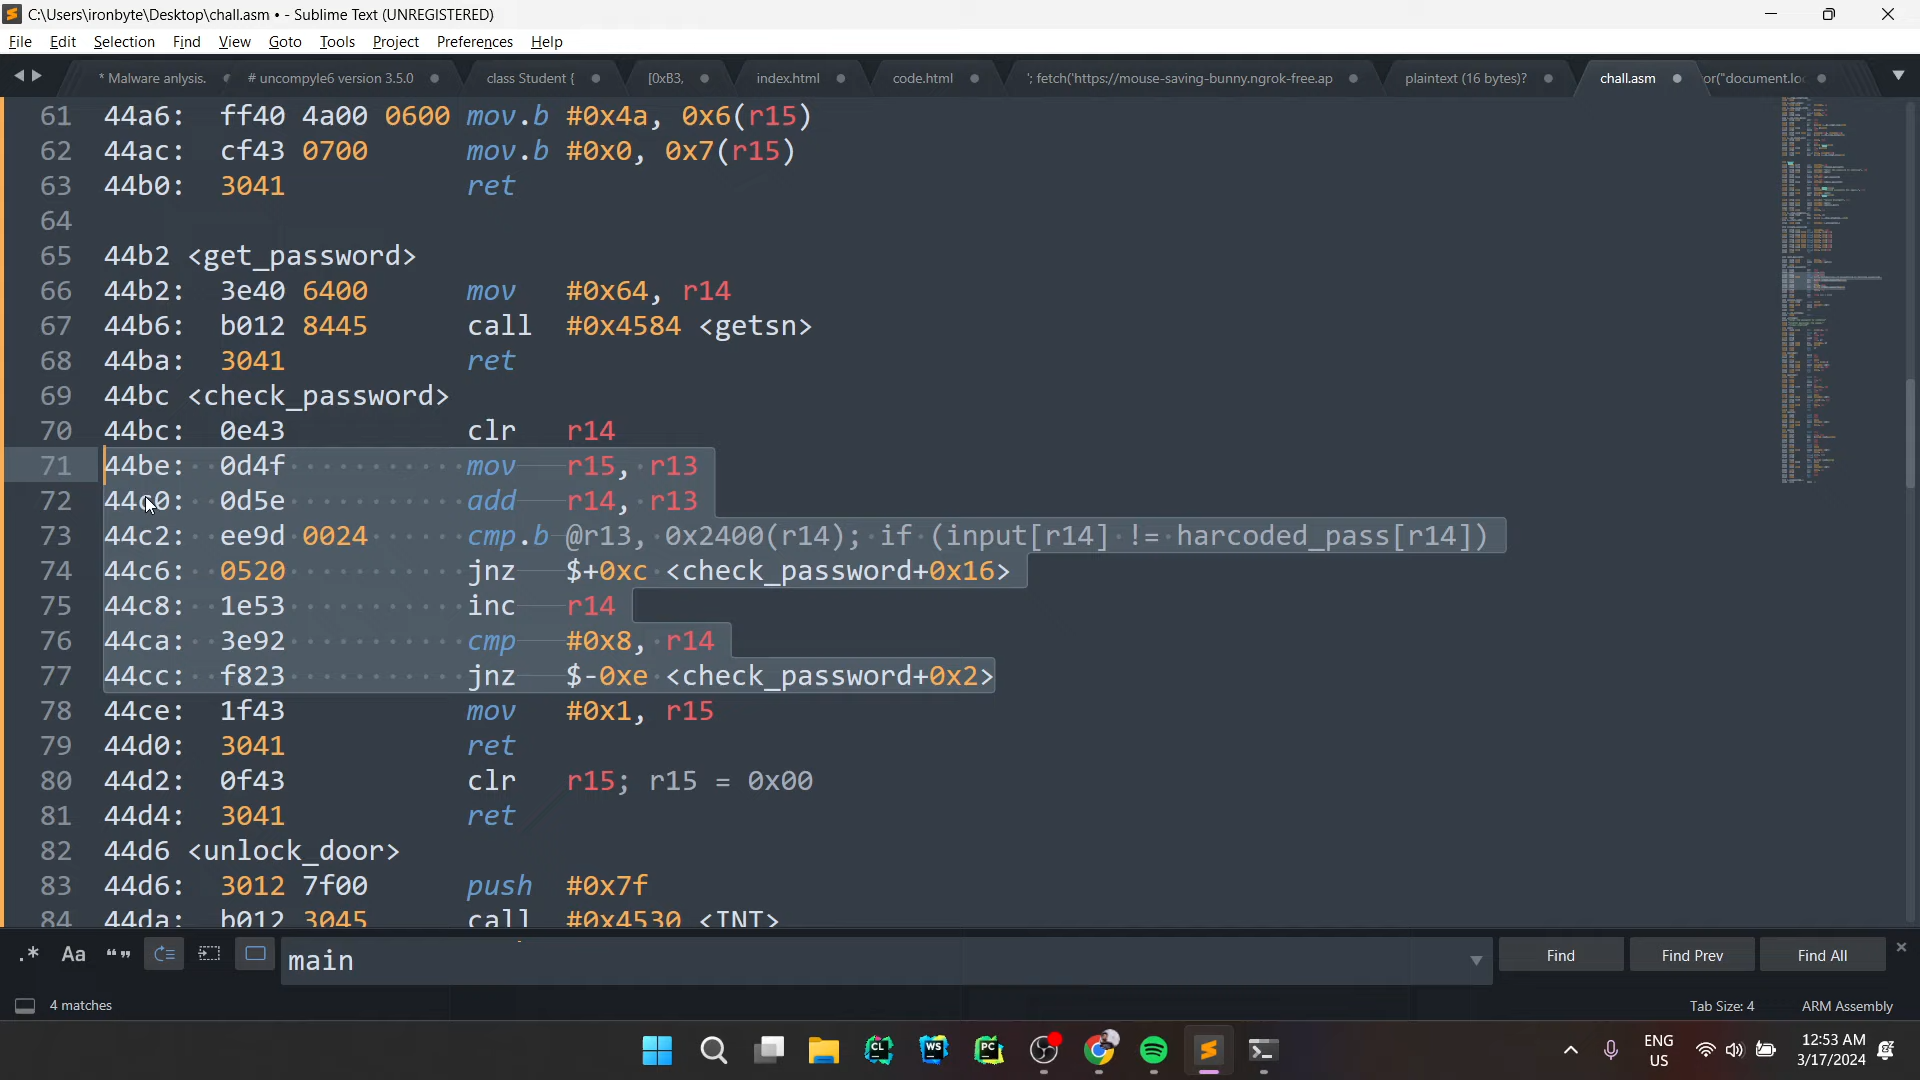 C:\Users\ironbyte\Desktop\chall.asm • - Sublime Text (UNREGISTERED)
File Edit Selection Find View Goto Tools Project Preferences Help
* Malware anlysis. # uncompyle6 version 3.5.0 class Student { [0xB3, index.html code.html '; fetch('https://mouse-saving-bunny.ngrok-free.ap plaintext (16 bytes)? chall.asm or("document.lo
61 44a6: ff40 4a00 0600 mov.b #0x4a, 0x6(r15)
62 44ac: cf43 0700 mov.b #0x0, 0x7(r15)
63 44b0: 3041 ret
64
65 44b2 <get_password>
66 44b2: 3e40 6400 mov #0x64, r14
67 44b6: b012 8445 call #0x4584 <getsn>
68 44ba: 3041 ret
69 44bc <check_password>
70 44bc: 0e43 clr r14
71 44be: 0d4f mov r15, r13
72 44c0: 0d5e add r14, r13
73 44c2: ee9d 0024 cmp.b @r13, 0x2400(r14); if (input[r14] != harcoded_pass[r14])
74 44c6: 0520 jnz $+0xc <check_password+0x16>
75 44c8: 1e53 inc r14
76 44ca: 3e92 cmp #0x8, r14
77 44cc: f823 jnz $-0xe <check_password+0x2>
78 44ce: 1f43 mov #0x1, r15
79 44d0: 3041 ret
80 44d2: 0f43 clr r15; r15 = 0x00
81 44d4: 3041 ret
82 44d6 <unlock_door>
83 44d6: 3012 7f00 push #0x7f
84 44da: b012 3045 call #0x4530 <INT>
.* Aa “” main Find Find Prev Find All
4 matches Tab Size: 4 ARM Assembly
CL WS PC ENG US 12:53 AM 3/17/2024